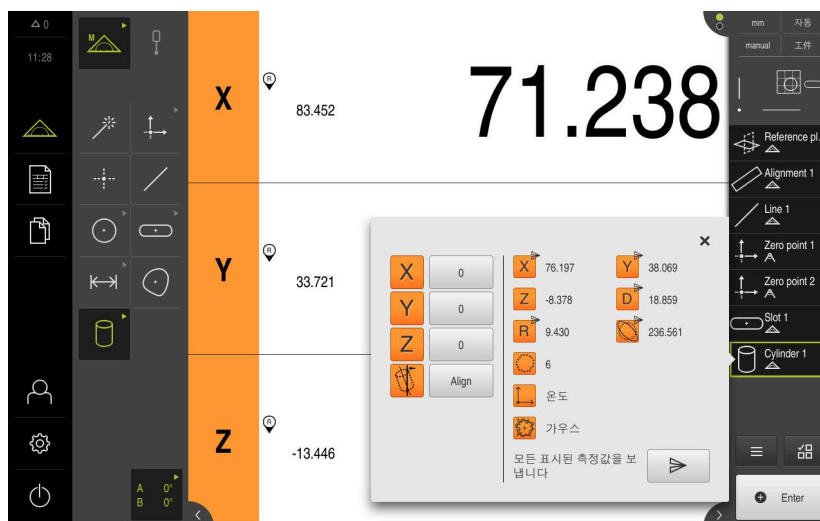 △ 0
11:28
M
A 0°
B 0°
X
R
83.452
71.238
Y
R
33.721
Z
R
-13.446
X 0
Y 0
Z 0
Align
X 76.197
Y 38.069
Z -8.378
D 18.859
R 9.430
236.561
6
온도
가우스
모든 표시된 측정값을 보
냅니다
mm 자동
manual 工件
Reference pl.
Alignment 1
Line 1
Zero point 1
Zero point 2
Slot 1
Cylinder 1
Enter